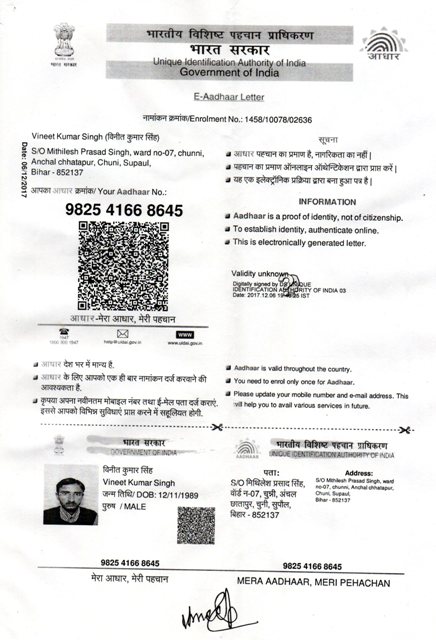 भारतीय विशिष्ट पहचान प्राधिकरण
भारत सरकार
Unique Identification Authority of India
Government of India
भारत सरकार
आधार
E-Aadhaar Letter
नामांकन क्रमांक/Enrolment No.: 1458/10078/02636
Date: 06/12/2017
Vineet Kumar Singh (विनीत कुमार सिंह)
S/O Mithilesh Prasad Singh, ward no-07, chunni,
Anchal chhatapur, Chuni, Supaul,
Bihar - 852137
आपका आधार क्रमांक/ Your Aadhaar No.:
9825 4166 8645
आधार-मेरा आधार, मेरी पहचान
1947
1800 300 1947
help@uidai.gov.in
www
www.uidai.gov.in
सूचना
आधार पहचान का प्रमाण है, नागरिकता का नहीं |
पहचान का प्रमाण ऑनलाइन ऑथेन्टिकेशन द्वारा प्राप्त करें |
यह एक इलेक्ट्रॉनिक प्रक्रिया द्वारा बना हुआ पत्र है |
INFORMATION
Aadhaar is a proof of identity, not of citizenship.
To establish identity, authenticate online.
This is electronically generated letter.
Validity unknown
Digitally signed by DS UNIQUE
IDENTIFICATION AUTHORITY OF INDIA 03
Date: 2017.12.06 IST
आधार देश भर में मान्य है.
आधार के लिए आपको एक ही बार नामांकन दर्ज करवाने की
आवश्यकता है.
कृपया अपना नवीनतम मोबाइल नंबर तथा ई-मेल पता दर्ज कराएं.
इससे आपको विभिन्न सुविधाएं प्राप्त करने में सहूलियत होगी.
Aadhaar is valid throughout the country.
You need to enrol only once for Aadhaar.
Please update your mobile number and e-mail address. This
will help you to avail various services in future.
भारत सरकार
GOVERNMENT OF INDIA
विनीत कुमार सिंह
Vineet Kumar Singh
जन्म तिथि/ DOB: 12/11/1989
पुरुष / MALE
9825 4166 8645
मेरा आधार, मेरी पहचान
AADHAAR
भारतीय विशिष्ट पहचान प्राधिकरण
UNIQUE IDENTIFICATION AUTHORITY OF INDIA
पता:
S/O मिथिलेश प्रसाद सिंह,
वोर्ड न-07, चुन्नी, अंचल
छातापुर, चुनी, सुपौल,
बिहार - 852137
Address:
S/O Mithilesh Prasad Singh, ward
no-07, chunni, Anchal chhatapur,
Chuni, Supaul,
Bihar - 852137
9825 4166 8645
MERA AADHAAR, MERI PEHACHAN